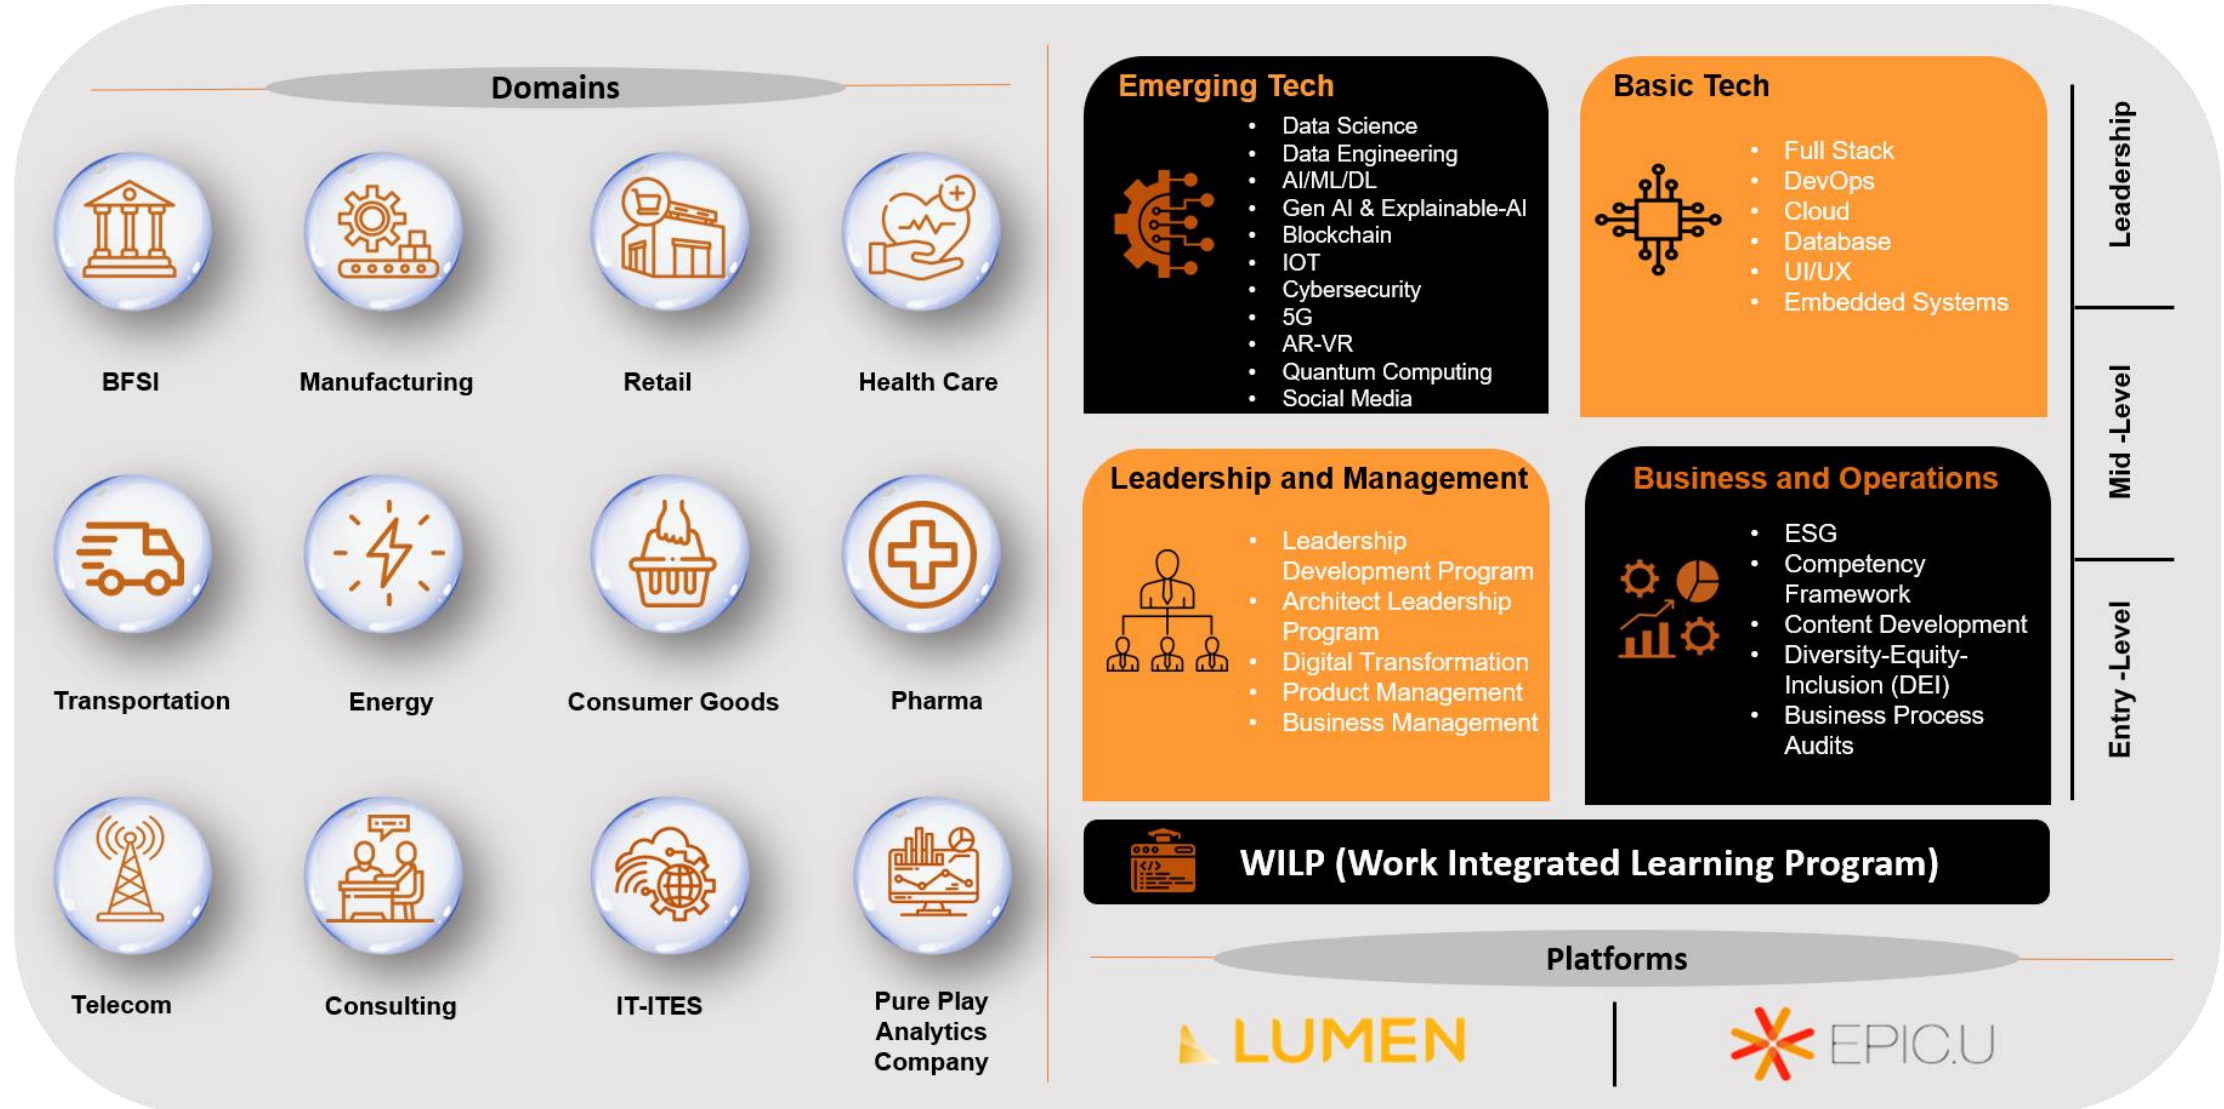 Domains
BFSI
Manufacturing
Retail
Health Care
Transportation
Energy
Consumer Goods
Pharma
Telecom
Consulting
IT-ITES
Pure Play
Analytics
Company
Emerging Tech
• Data Science
• Data Engineering
• AI/ML/DL
• Gen AI & Explainable-AI
• Blockchain
• IOT
• Cybersecurity
• 5G
• AR-VR
• Quantum Computing
• Social Media
Basic Tech
• Full Stack
• DevOps
• Cloud
• Database
• UI/UX
• Embedded Systems
Leadership and Management
• Leadership
Development Program
• Architect Leadership
Program
• Digital Transformation
• Product Management
• Business Management
Business and Operations
• ESG
• Competency
Framework
• Content Development
• Diversity-Equity-
Inclusion (DEI)
• Business Process
Audits
Leadership
Mid -Level
Entry -Level
WILP (Work Integrated Learning Program)
Platforms
LUMEN
EPIC.U